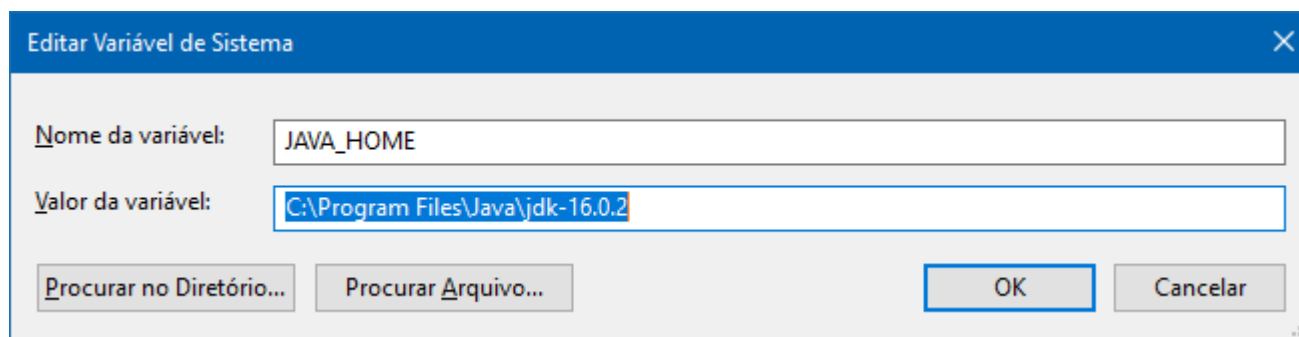 Editar Variável de Sistema
Nome da variável: JAVA_HOME
Valor da variável: C:\Program Files\Java\jdk-16.0.2
Procurar no Diretório... Procurar Arquivo... OK Cancelar